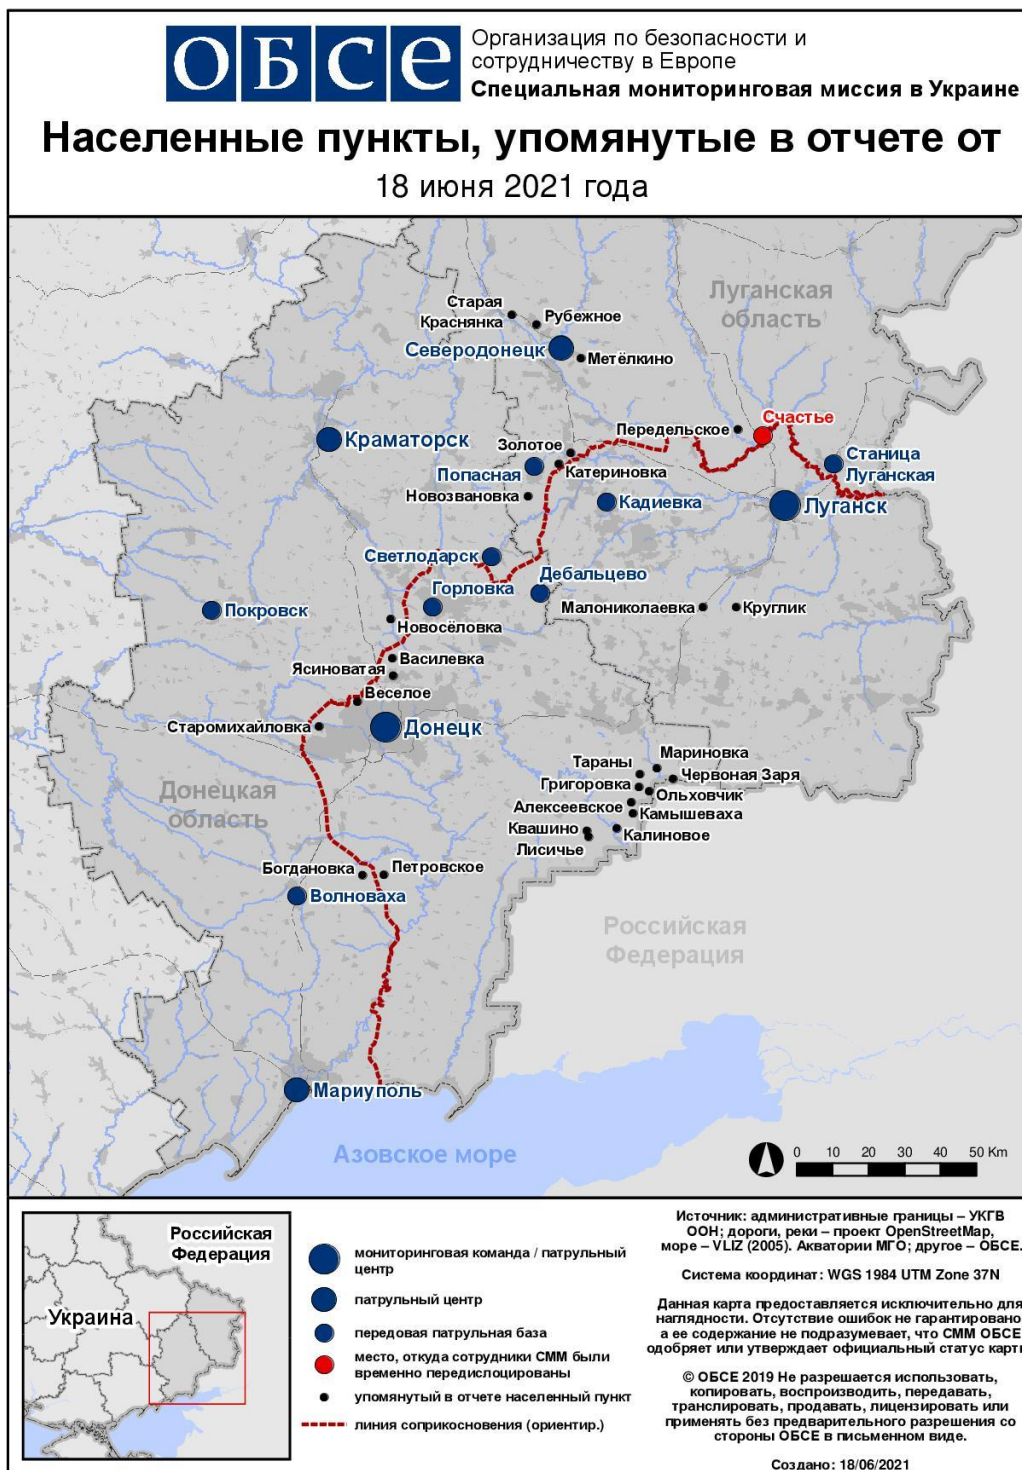 ОБСЕ
Организация по безопасности и
сотрудничеству в Европе
Специальная мониторинговая миссия в Украине
Населенные пункты, упомянутые в отчете от
18 июня 2021 года
Луганская
область
Старая
Краснянка
Рубежное
Северодонецк
Метёлкино
Счастье
Передельское
Краматорск
Золотое
Станица
Луганская
Попасная
Катериновка
Новозвановка
Кадиевка
Луганск
Светлодарск
Дебальцево
Горловка
Покровск
Малониколаевка
Круглик
Новосёловка
Василевка
Ясиноватая
Веселое
Старомихайловка
Донецк
Мариновка
Тараны
Червоная Заря
Григоровка
Ольховчик
Донецкая
область
Алексеевское
Камышеваха
Квашино
Калиновое
Лисичье
Богдановка
Петровское
Волноваха
Российская
Федерация
Мариуполь
Азовское море
0 10 20 30 40 50 Km
Российская
Федерация
Украина
мониторинговая команда / патрульный
центр
патрульный центр
передовая патрульная база
место, откуда сотрудники СММ были
временно передислоцированы
упомянутый в отчете населенный пункт
линия соприкосновения (ориентир.)
Источник: административные границы – УКГВ
ООН; дороги, реки – проект OpenStreetMap,
море – VLIZ (2005). Акватории МГО; другое – ОБСЕ.
Система координат: WGS 1984 UTM Zone 37N
Данная карта предоставляется исключительно для
наглядности. Отсутствие ошибок не гарантировано,
а ее содержание не подразумевает, что СММ ОБСЕ
одобряет или утверждает официальный статус карты
© ОБСЕ 2019 Не разрешается использовать,
копировать, воспроизводить, передавать,
транслировать, продавать, лицензировать или
применять без предварительного разрешения со
стороны ОБСЕ в письменном виде.
Создано: 18/06/2021